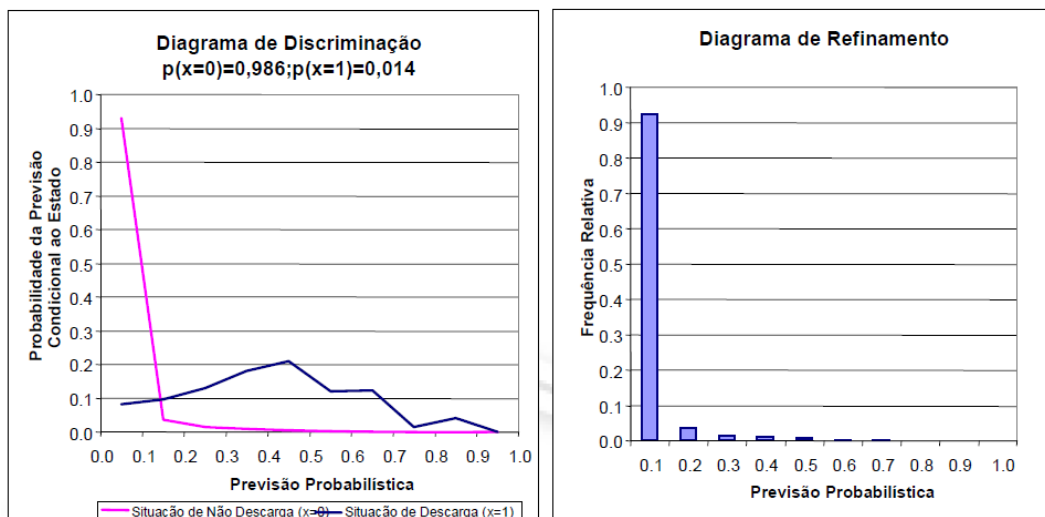 Diagrama de Discriminação
p(x=0)=0,986;p(x=1)=0,014
Probabilidade da Previsão
Condicional ao Estado
1.0
0.9
0.8
0.7
0.6
0.5
0.4
0.3
0.2
0.1
0.0
0.0 0.1 0.2 0.3 0.4 0.5 0.6 0.7 0.8 0.9 1.0
Previsão Probabilística
Situação de Não Descarga (x=0) Situação de Descarga (x=1)
Diagrama de Refinamento
Frequência Relativa
1.0
0.9
0.8
0.7
0.6
0.5
0.4
0.3
0.2
0.1
0.0
0.1 0.2 0.3 0.4 0.5 0.6 0.7 0.8 0.9 1.0
Previsão Probabilística